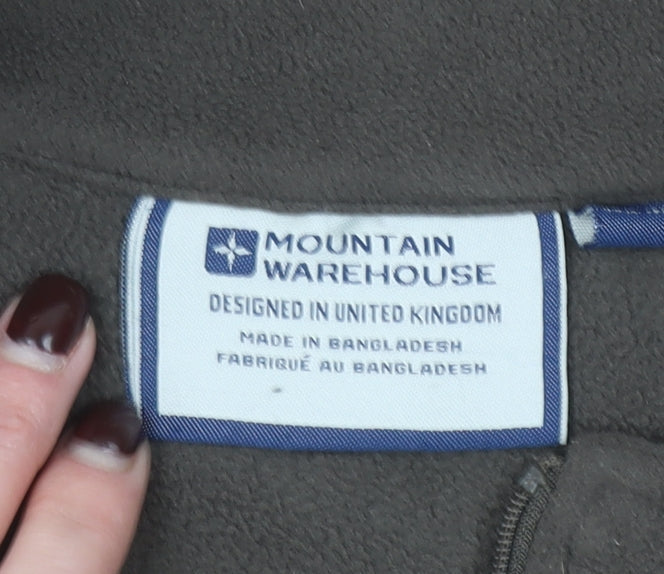 MOUNTAIN
WAREHOUSE
DESIGNED IN UNITED KINGDOM
MADE IN BANGLADESH
FABRIQUÉ AU BANGLADESH